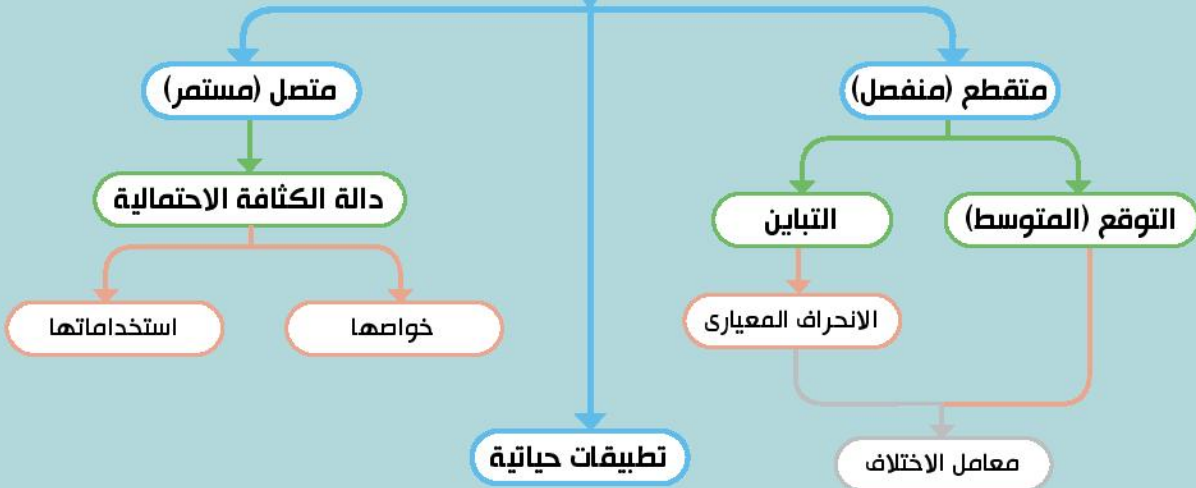 متقطع (منفصل)
متصل (مستمر)
التوقع (المتوسط)
التباين
دالة الكثافة الاحتمالية
الانحراف المعيارى
خواصها
استخداماتها
معامل الاختلاف
تطبيقات حياتية